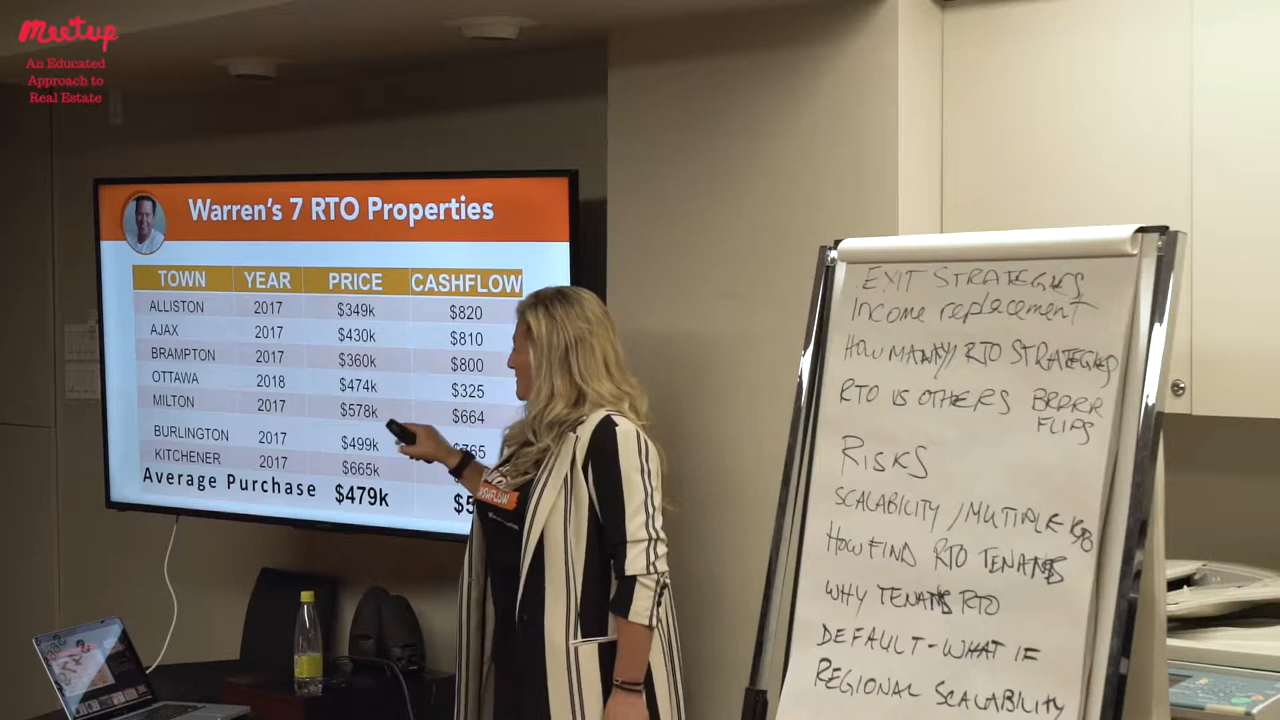 Meetup
An Educated
Approach to
Real Estate
Warren's 7 RTO Properties
TOWN YEAR PRICE CASHFLOW
ALLISTON 2017 $349k $820
AJAX 2017 $430k $810
BRAMPTON 2017 $360k $800
OTTAWA 2018 $474k $325
MILTON 2017 $578k $664
BURLINGTON 2017 $499k $765
KITCHENER 2017 $665k
Average Purchase $479k
CASHFLOW
EXIT STRATEGIES
Income replacement
HOW MANY RTO STRATEGIES
RTO VS OTHERS BRRRR
FLIPS
RISKS
SCALABILITY / MULTIPLE RTO
HOW FIND RTO TENANTS
WHY TENANTS RTO
DEFAULT - WHAT IF
REGIONAL SCALABILITY